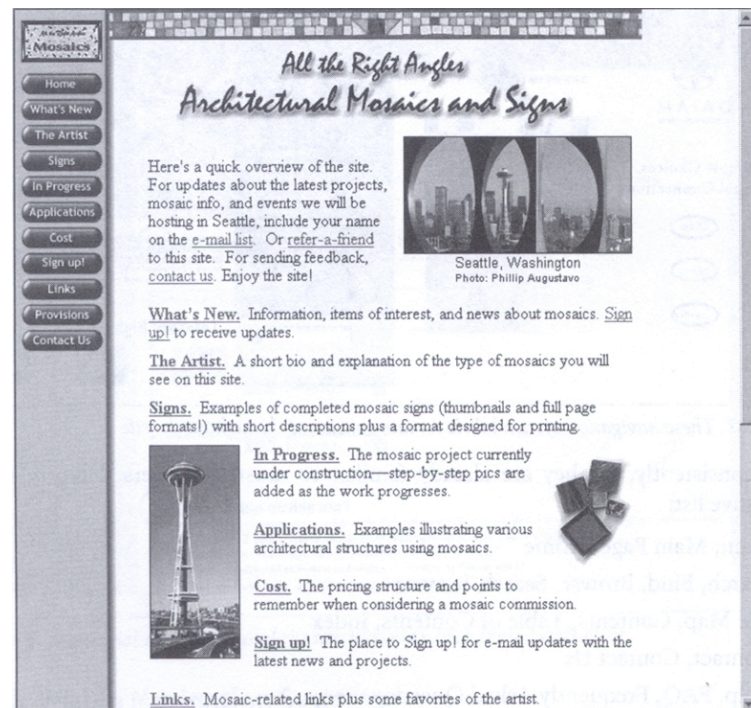 Mosaics
Home
What's New
The Artist
Signs
In Progress
Applications
Cost
Sign up!
Links
Provisions
Contact Us
All the Right Angles
Architectural Mosaics and Signs
Here's a quick overview of the site.
For updates about the latest projects,
mosaic info, and events we will be
hosting in Seattle, include your name
on the e-mail list. Or refer-a-friend
to this site. For sending feedback,
contact us. Enjoy the site!
Seattle, Washington
Photo: Phillip Augustavo
What's New. Information, items of interest, and news about mosaics. Sign
up! to receive updates.
The Artist. A short bio and explanation of the type of mosaics you will
see on this site.
Signs. Examples of completed mosaic signs (thumbnails and full page
formats!) with short descriptions plus a format designed for printing.
In Progress. The mosaic project currently
under construction—step-by-step pics are
added as the work progresses.
Applications. Examples illustrating various
architectural structures using mosaics.
Cost. The pricing structure and points to
remember when considering a mosaic commission.
Sign up! The place to Sign up! for e-mail updates with the
latest news and projects.
Links. Mosaic-related links plus some favorites of the artist.